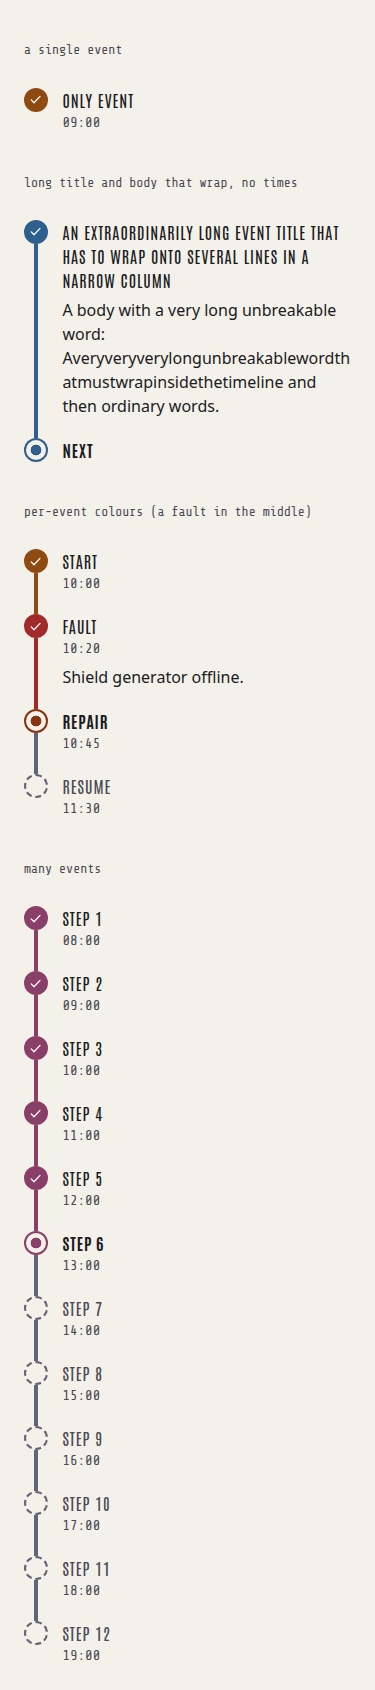 a single event
ONLY EVENT
09:00
long title and body that wrap, no times
AN EXTRAORDINARILY LONG EVENT TITLE THAT
HAS TO WRAP ONTO SEVERAL LINES IN A
NARROW COLUMN
A body with a very long unbreakable
word:
Averyveryverylongunbreakablewordth
atmustwrapinsidethetimeline and
then ordinary words.
NEXT
per-event colours (a fault in the middle)
START
10:00
FAULT
10:20
Shield generator offline.
REPAIR
10:45
RESUME
11:30
many events
STEP 1
08:00
STEP 2
09:00
STEP 3
10:00
STEP 4
11:00
STEP 5
12:00
STEP 6
13:00
STEP 7
14:00
STEP 8
15:00
STEP 9
16:00
STEP 10
17:00
STEP 11
18:00
STEP 12
19:00